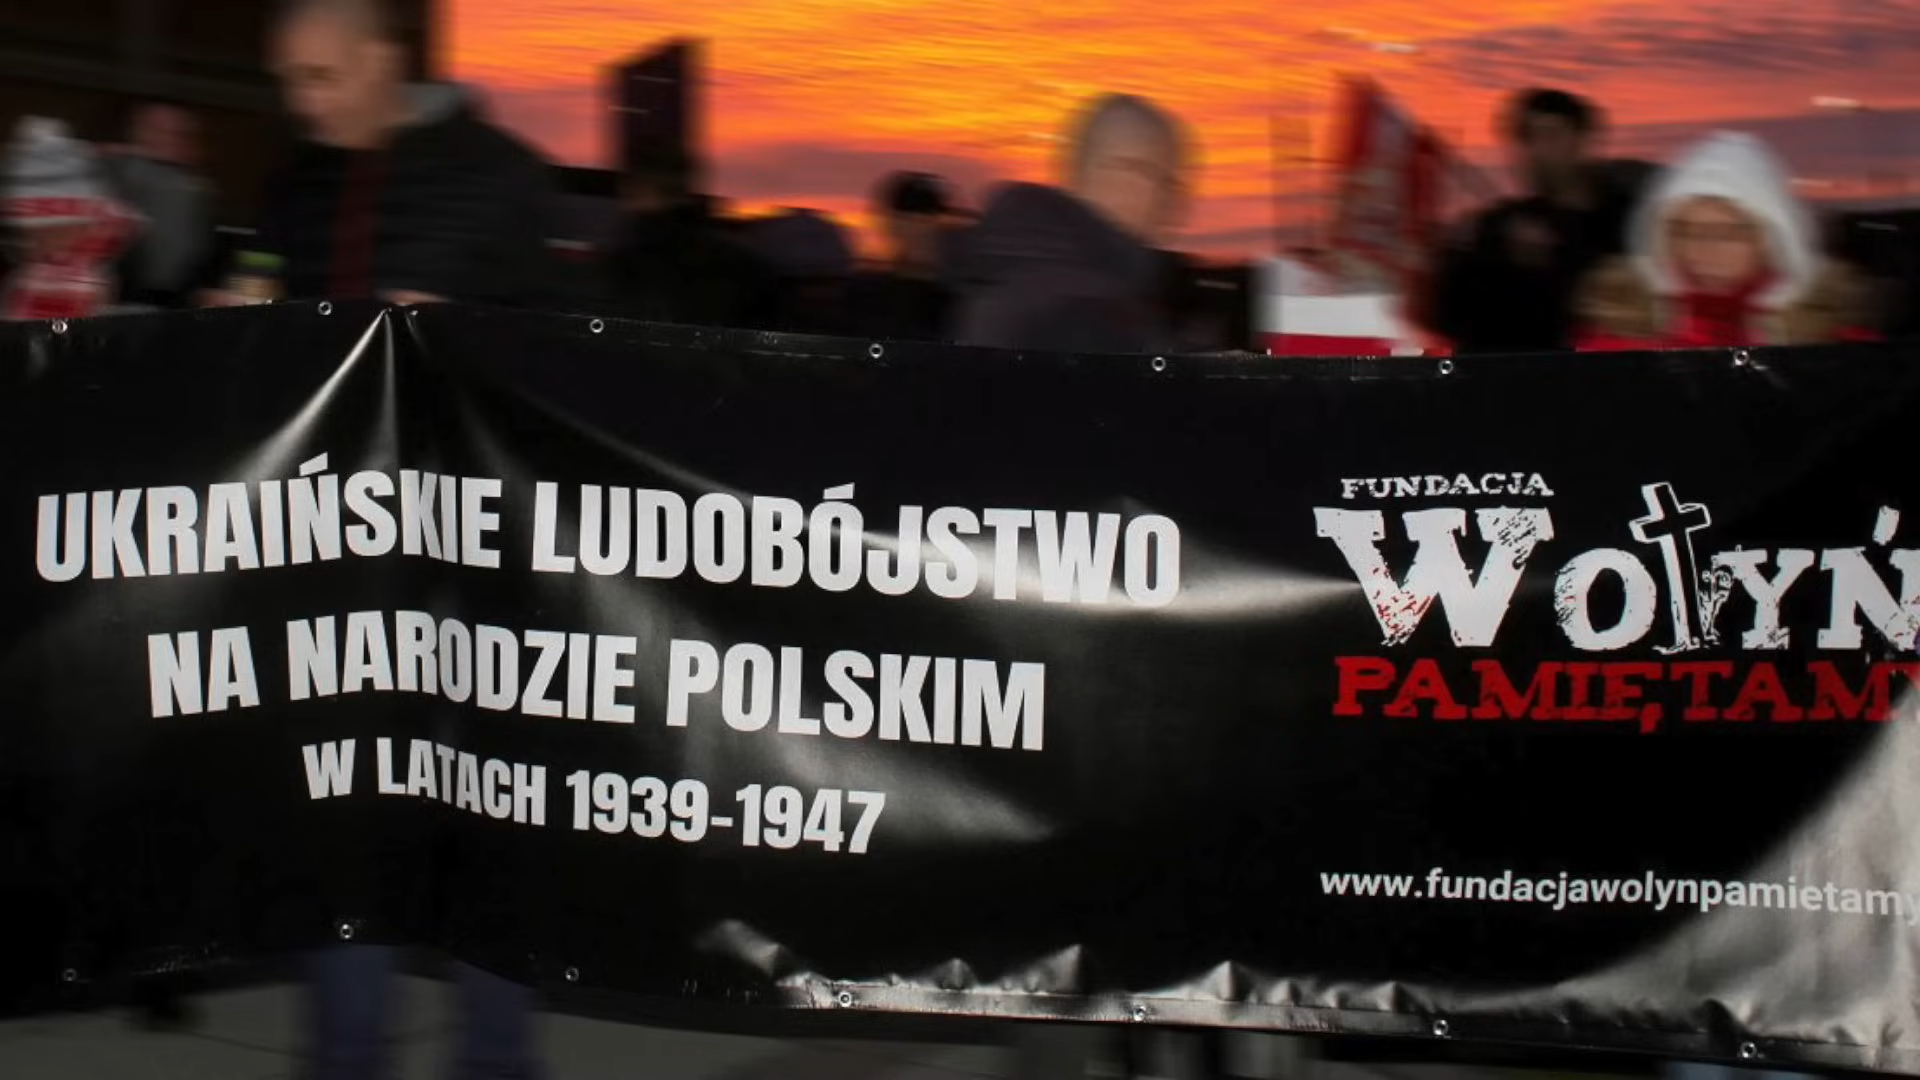 UKRAIŃSKIE LUDOBÓJSTWO
NA NARODZIE POLSKIM
W LATACH 1939-1947
FUNDACJA
WOŁYŃ
PAMIĘTAMY
www.fundacjawolynpamietamy